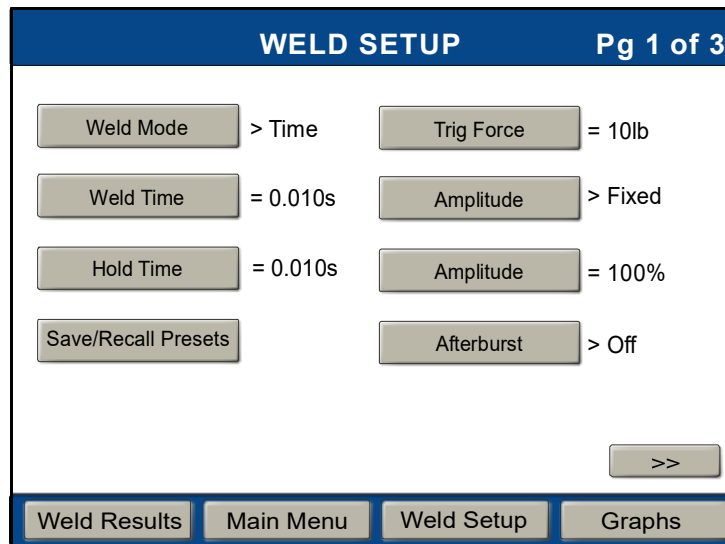 WELD SETUP Pg 1 of 3
Weld Mode > Time Trig Force = 10lb
Weld Time = 0.010s Amplitude > Fixed
Hold Time = 0.010s Amplitude = 100%
Save/Recall Presets Afterburst > Off
>>
Weld Results Main Menu Weld Setup Graphs